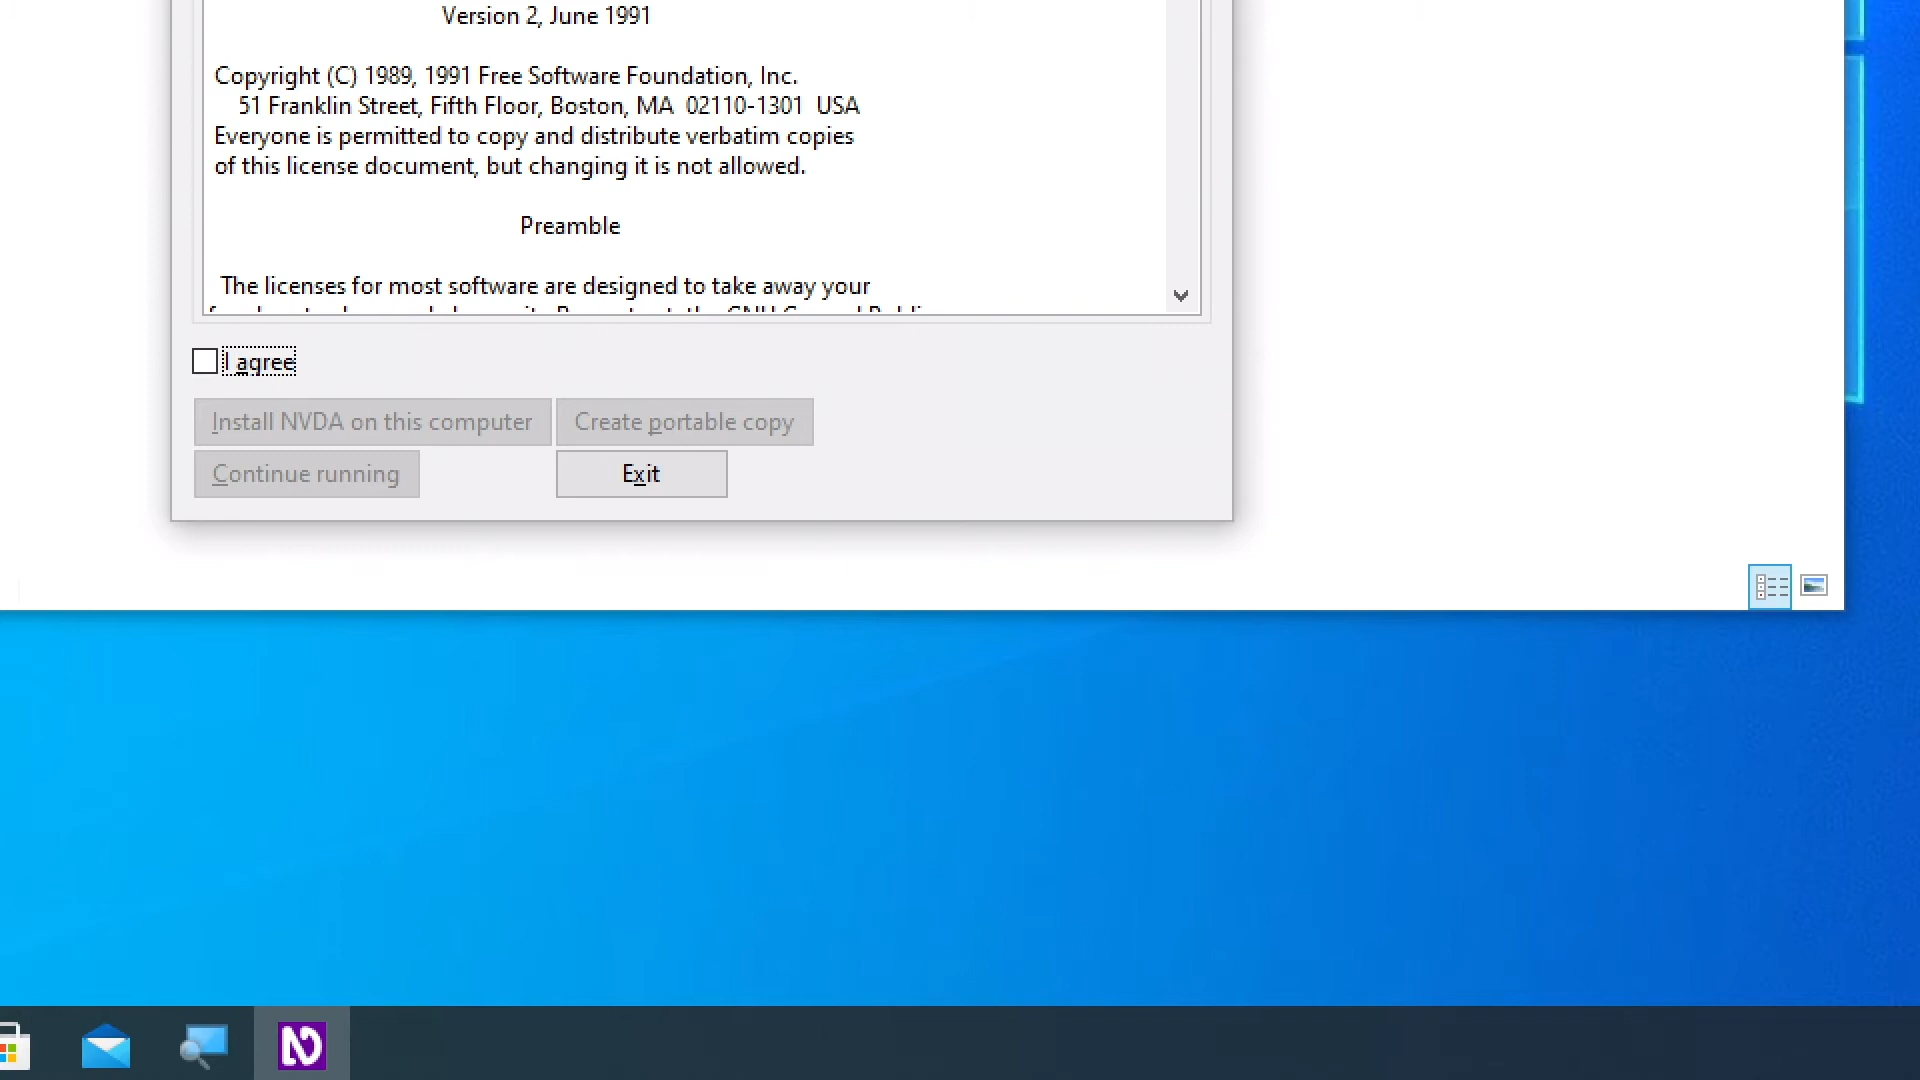 Version 2, June 1991
Copyright (C) 1989, 1991 Free Software Foundation, Inc.
51 Franklin Street, Fifth Floor, Boston, MA  02110-1301  USA
Everyone is permitted to copy and distribute verbatim copies
of this license document, but changing it is not allowed.
Preamble
The licenses for most software are designed to take away your
I agree
Install NVDA on this computer Create portable copy
Continue running Exit